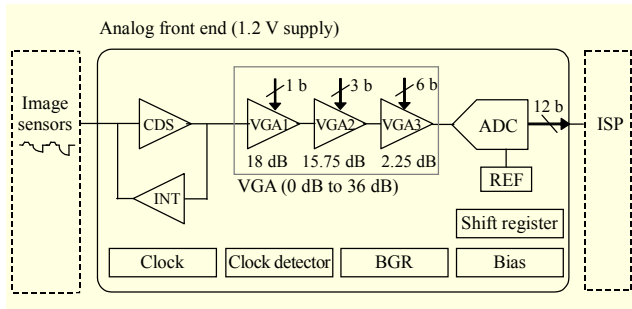 Analog front end (1.2 V supply)
Image
sensors
CDS
INT
1 b
3 b
6 b
VGA1
VGA2
VGA3
18 dB
15.75 dB
2.25 dB
VGA (0 dB to 36 dB)
ADC
12 b
REF
ISP
Shift register
Clock
Clock detector
BGR
Bias